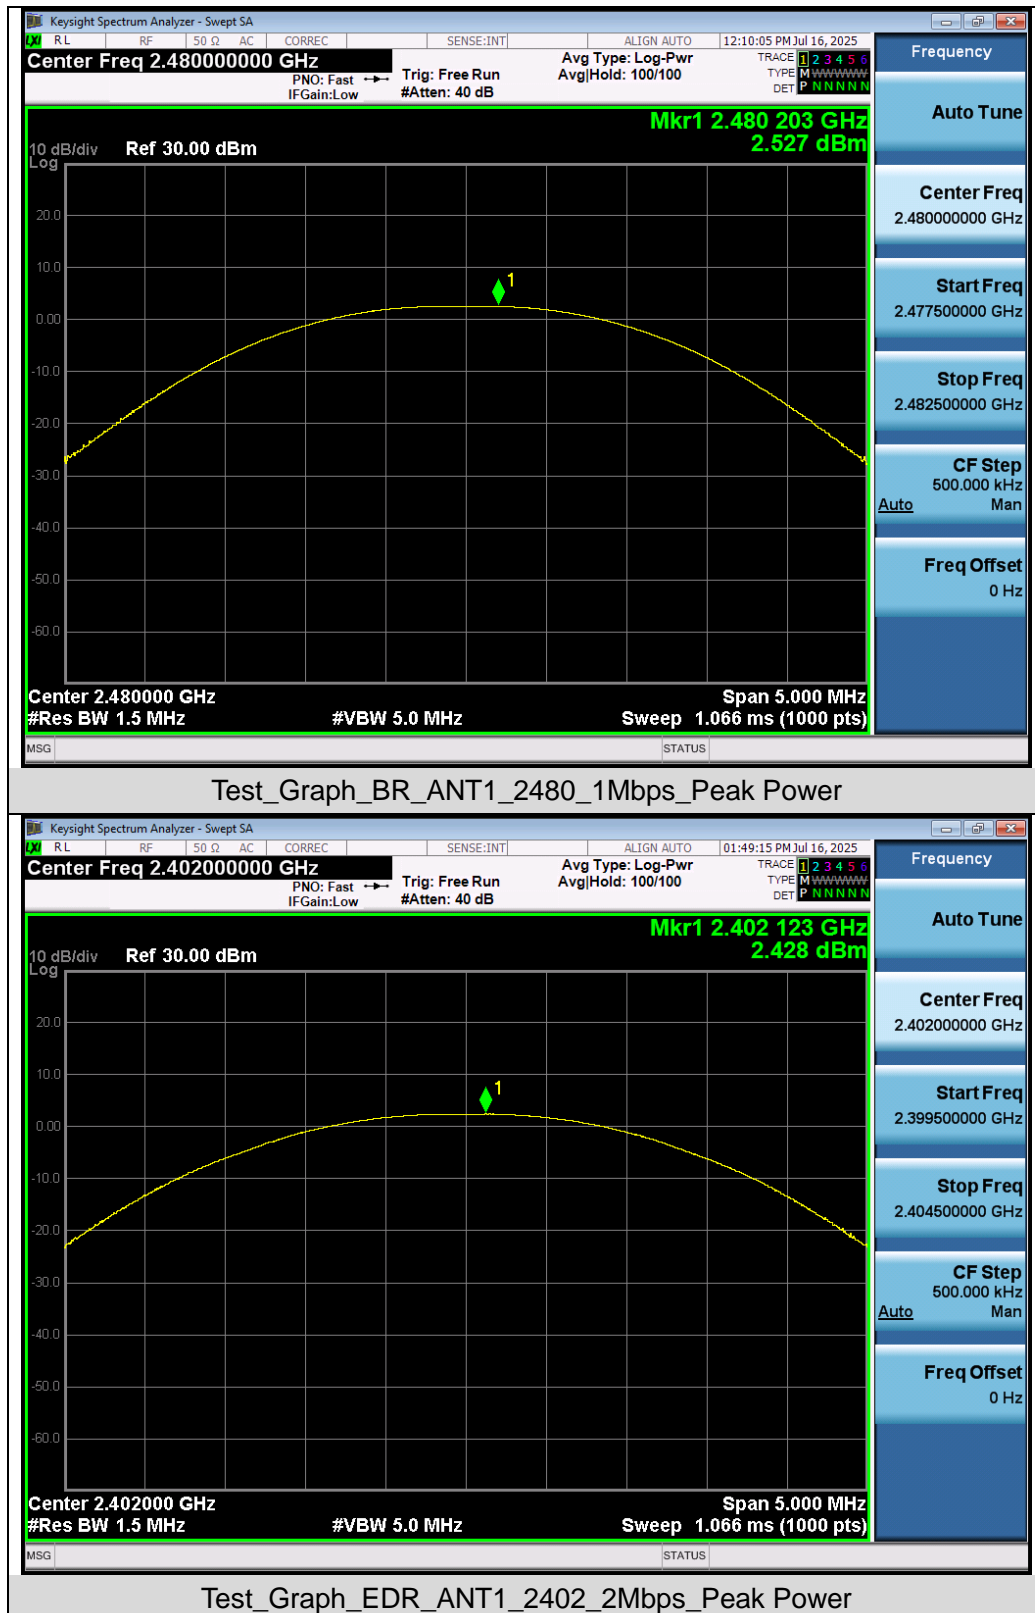 Keysight Spectrum Analyzer - Swept SA
LXI RL RF 50 Ω AC CORREC SENSE:INT ALIGN AUTO 12:10:05 PM Jul 16, 2025
Center Freq 2.480000000 GHz
PNO: Fast
IFGain:Low
Trig: Free Run
#Atten: 40 dB
Avg Type: Log-Pwr
Avg|Hold: 100/100
TRACE 1 2 3 4 5 6
TYPE M WWWWW
DET P N N N N N
Mkr1 2.480 203 GHz
2.527 dBm
10 dB/div Ref 30.00 dBm
Log
20.0
10.0
1
0.00
-10.0
-20.0
-30.0
-40.0
-50.0
-60.0
Center 2.480000 GHz Span 5.000 MHz
#Res BW 1.5 MHz #VBW 5.0 MHz Sweep 1.066 ms (1000 pts)
MSG STATUS
Frequency
Auto Tune
Center Freq
2.480000000 GHz
Start Freq
2.477500000 GHz
Stop Freq
2.482500000 GHz
CF Step
500.000 kHz
Auto Man
Freq Offset
0 Hz
Test_Graph_BR_ANT1_2480_1Mbps_Peak Power
Keysight Spectrum Analyzer - Swept SA
LXI RL RF 50 Ω AC CORREC SENSE:INT ALIGN AUTO 01:49:15 PM Jul 16, 2025
Center Freq 2.402000000 GHz
PNO: Fast
IFGain:Low
Trig: Free Run
#Atten: 40 dB
Avg Type: Log-Pwr
Avg|Hold: 100/100
TRACE 1 2 3 4 5 6
TYPE M WWWWW
DET P N N N N N
Mkr1 2.402 123 GHz
2.428 dBm
10 dB/div Ref 30.00 dBm
Log
20.0
10.0
1
0.00
-10.0
-20.0
-30.0
-40.0
-50.0
-60.0
Center 2.402000 GHz Span 5.000 MHz
#Res BW 1.5 MHz #VBW 5.0 MHz Sweep 1.066 ms (1000 pts)
MSG STATUS
Frequency
Auto Tune
Center Freq
2.402000000 GHz
Start Freq
2.399500000 GHz
Stop Freq
2.404500000 GHz
CF Step
500.000 kHz
Auto Man
Freq Offset
0 Hz
Test_Graph_EDR_ANT1_2402_2Mbps_Peak Power